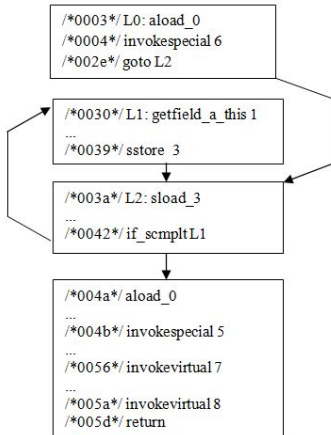 /*0003*/ L0: aload_0
/*0004*/ invokespecial 6
/*002e*/ goto L2
/*0030*/ L1: getfield_a_this 1
...
/*0039*/ sstore 3
/*003a*/ L2: sload_3
...
/*0042*/ if_scmplt L1
/*004a*/ aload_0
...
/*004b*/ invokespecial 5
...
/*0056*/ invokevirtual 7
...
/*005a*/ invokevirtual 8
/*005d*/ return